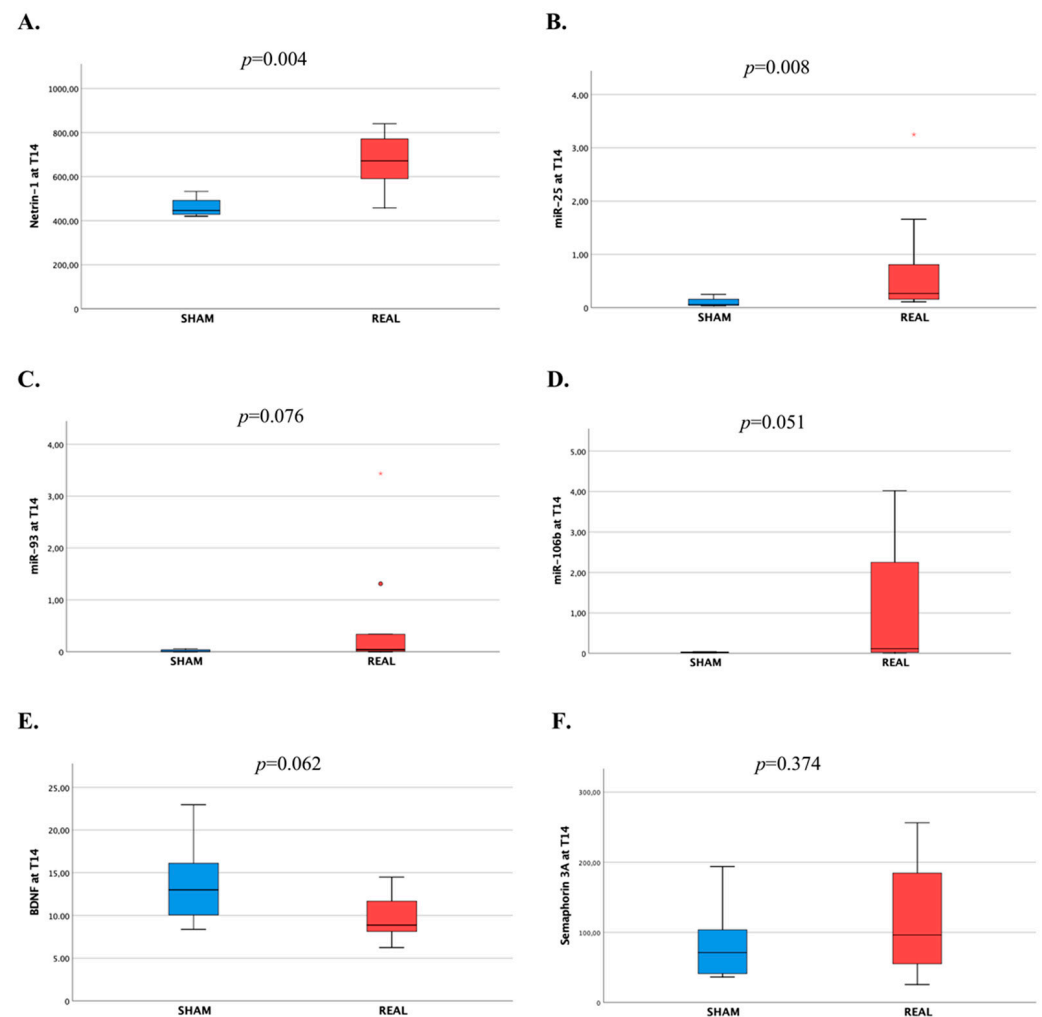 A.
p=0.004
Netrin-1 at T14
1000,00
800,00
600,00
400,00
200,00
0
SHAM REAL
B.
p=0.008
miR-25 at T14
4,00
3,00
2,00
1,00
0
SHAM REAL
C.
p=0.076
miR-93 at T14
4,00
3,00
2,00
1,00
0
SHAM REAL
D.
p=0.051
miR-106b at T14
5,00
4,00
3,00
2,00
1,00
0
SHAM REAL
E.
p=0.062
BDNF at T14
25,00
20,00
15,00
10.00
5.00
0
SHAM REAL
F.
p=0.374
Semaphorin 3A at T14
300,00
200,00
100,00
0
SHAM REAL